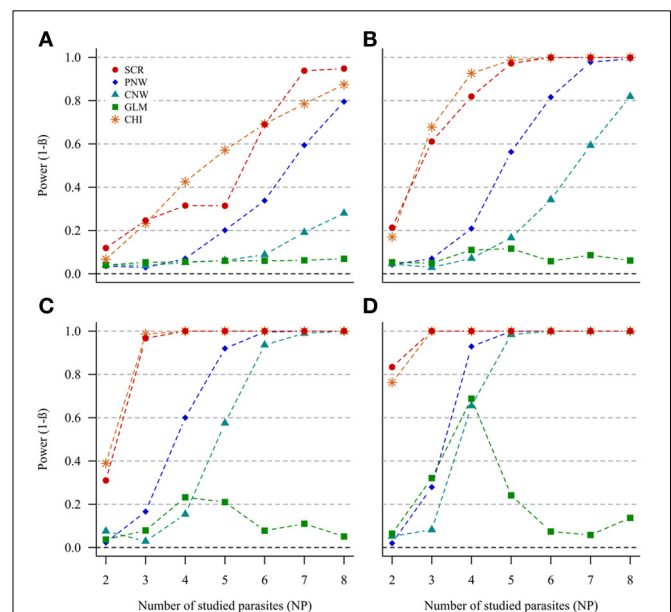 A
B
1.0
0.8
0.6
0.4
0.2
0.0
Power (1-ß)
SCR
PNW
CNW
GLM
CHI
C
D
1.0
0.8
0.6
0.4
0.2
0.0
Power (1-ß)
2 3 4 5 6 7 8
2 3 4 5 6 7 8
Number of studied parasites (NP)
Number of studied parasites (NP)